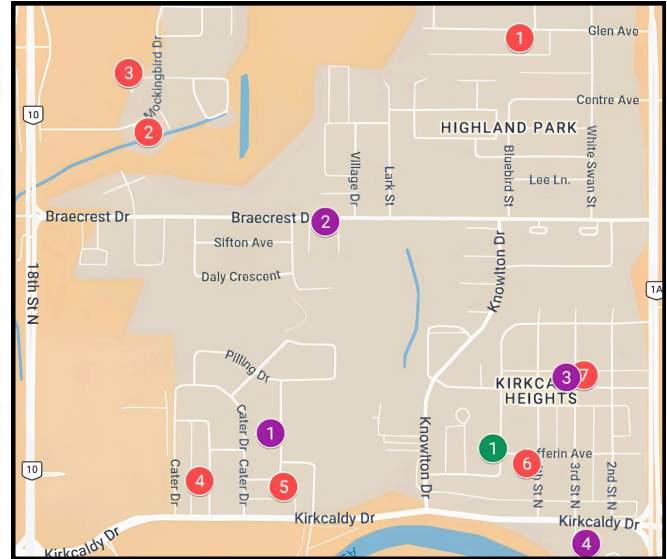 1
Glen Ave
3
Mockingbird Dr
10
Centre Ave
2
HIGHLAND PARK
Village Dr
Lark St
Bluebird St
White Swan St
Lee Ln.
Braecrest Dr
Braecrest D
2
Sifton Ave
18th St N
Daly Crescent
Knowlton Dr
1A
Pilling Dr
3
7
KIRKCA
HEIGHTS
Cater Dr
1
Knowlton Dr
1
fferin Ave
6
10
Cater Dr
4
Cater Dr
5
th St N
3rd St N
2nd St N
Kirkcaldy Dr
Kirkcaldy Dr
Kirkcaldy Dr
4